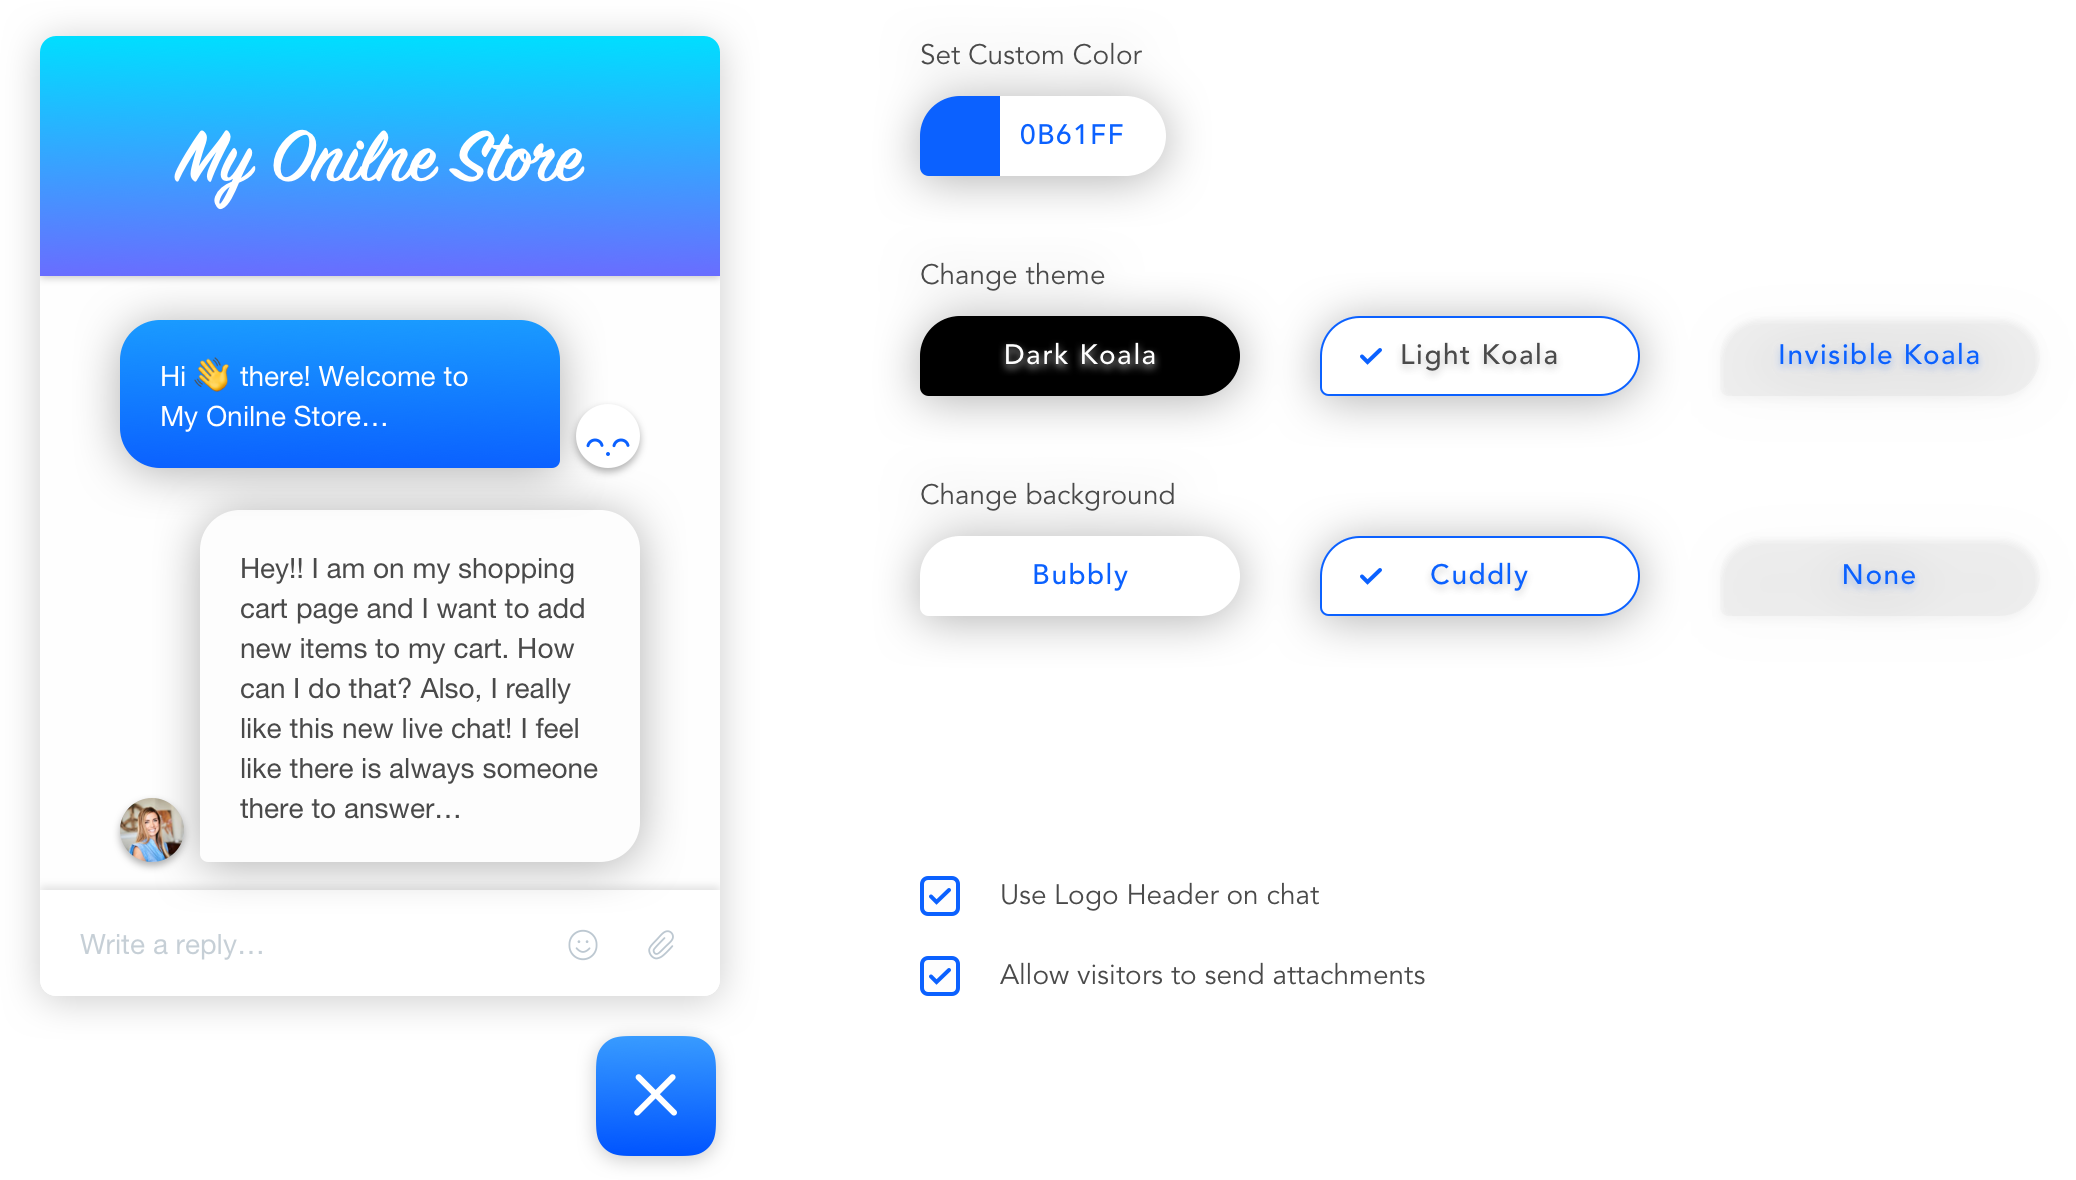 My Onilne Store
Hi 👋 there! Welcome to
My Onilne Store…
Hey!! I am on my shopping
cart page and I want to add
new items to my cart. How
can I do that? Also, I really
like this new live chat! I feel
like there is always someone
there to answer…
Write a reply…
Set Custom Color
0B61FF
Change theme
Dark Koala
Light Koala
Invisible Koala
Change background
Bubbly
Cuddly
None
Use Logo Header on chat
Allow visitors to send attachments